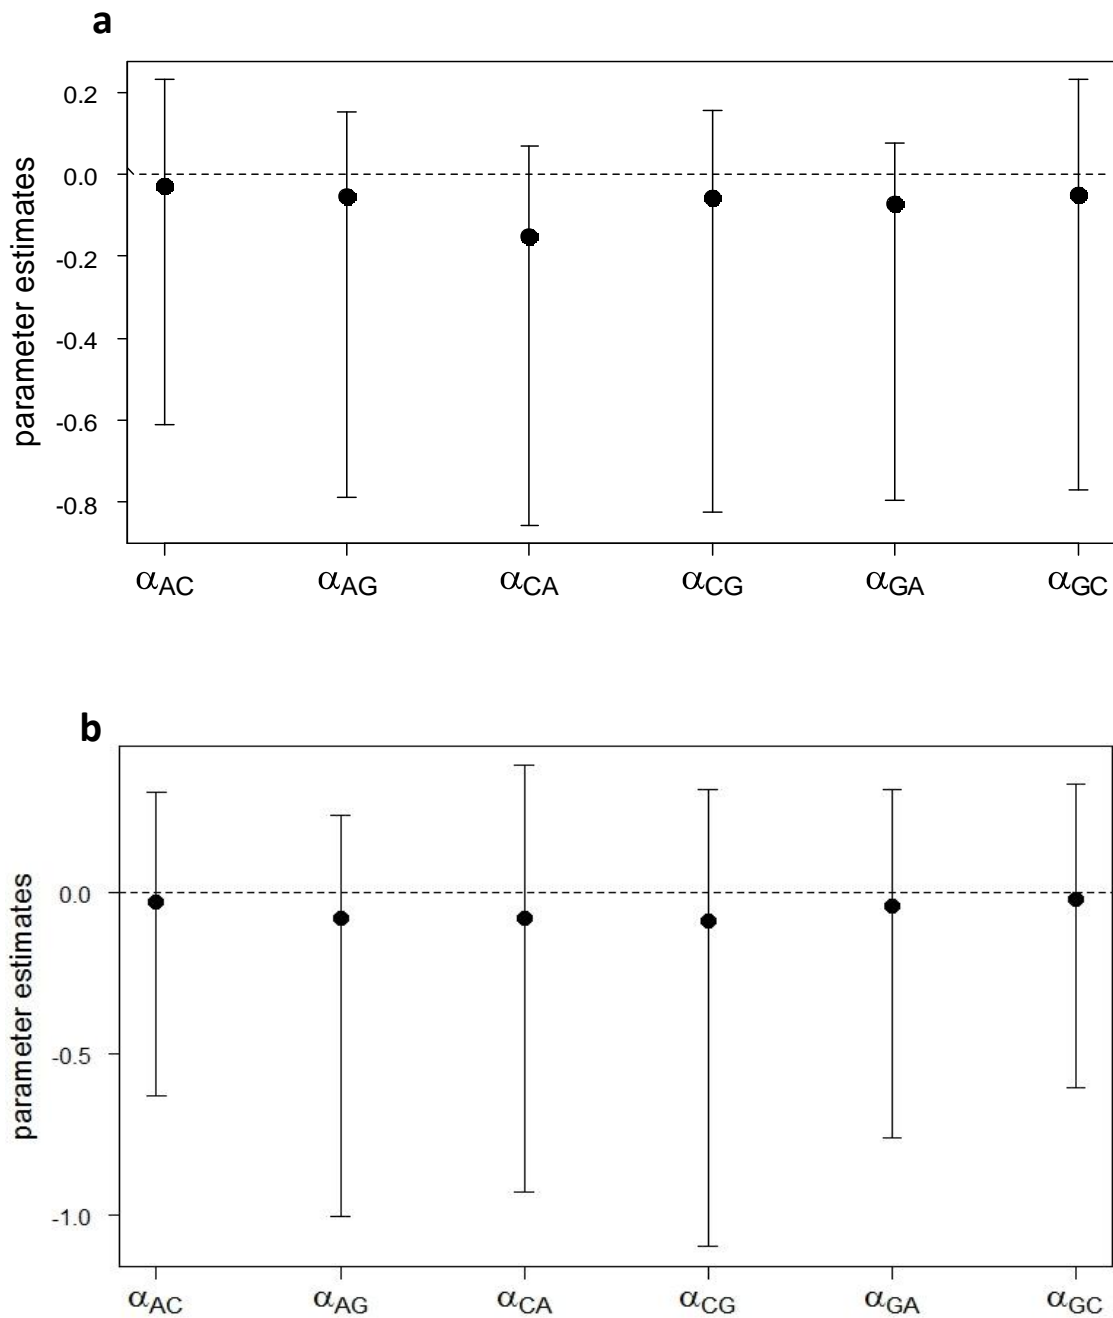 a
parameter estimates
0.2
0.0
-0.2
-0.4
-0.6
-0.8
αAC αAG αCA αCG αGA αGC
b
parameter estimates
0.0
-0.5
-1.0
αAC αAG αCA αCG αGA αGC